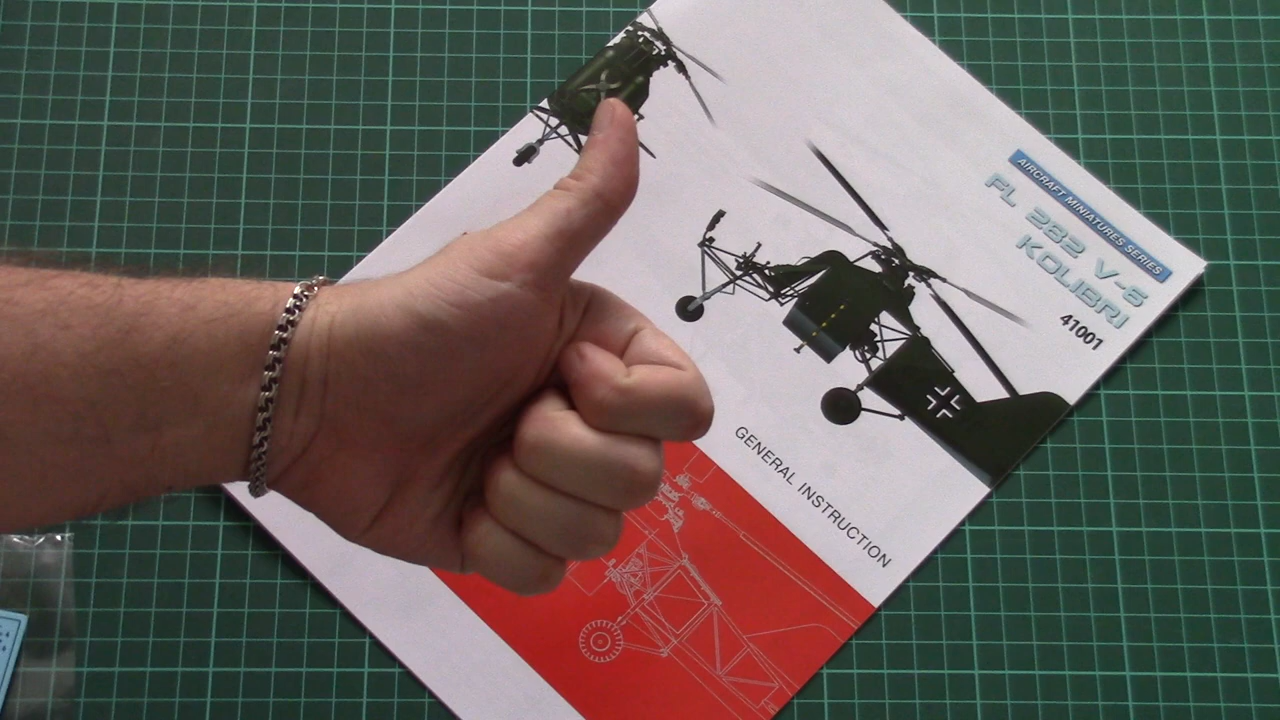 AIRCRAFT MINIATURES SERIES
FL 282 V-6
KOLIBRI
41001
GENERAL INSTRUCTION